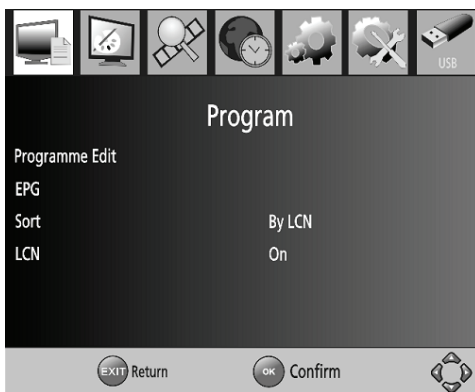 USB
Program
Programme Edit
EPG
Sort By LCN
LCN On
EXIT Return OK Confirm